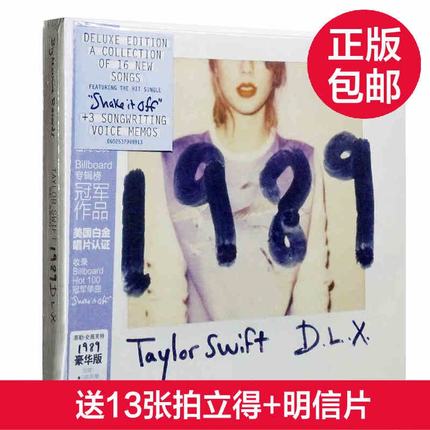 正版
包邮
DELUXE EDITION
A COLLECTION
OF 16 NEW
SONGS
FEATURING THE HIT SINGLE
"Shake it Off"
+3 SONGWRITING
VOICE MEMOS
Billboard
专辑榜
冠军
作品
美国白金
唱片认证
收录
Billboard
Hot 100
冠军单曲
"Shake it Off"
1989
豪华版
1989
Taylor Swift D.L.X.
TAYLOR SWIFT 1989 D.L.X.
送13张拍立得+明信片